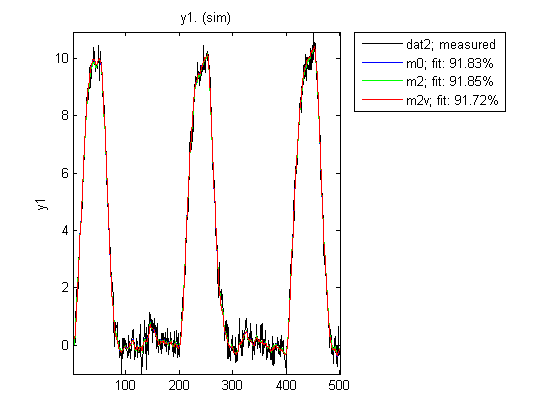 y1. (sim)
dat2; measured
m0; fit: 91.83%
m2; fit: 91.85%
m2v; fit: 91.72%
10
8
6
4
2
0
y1
100
200
300
400
500